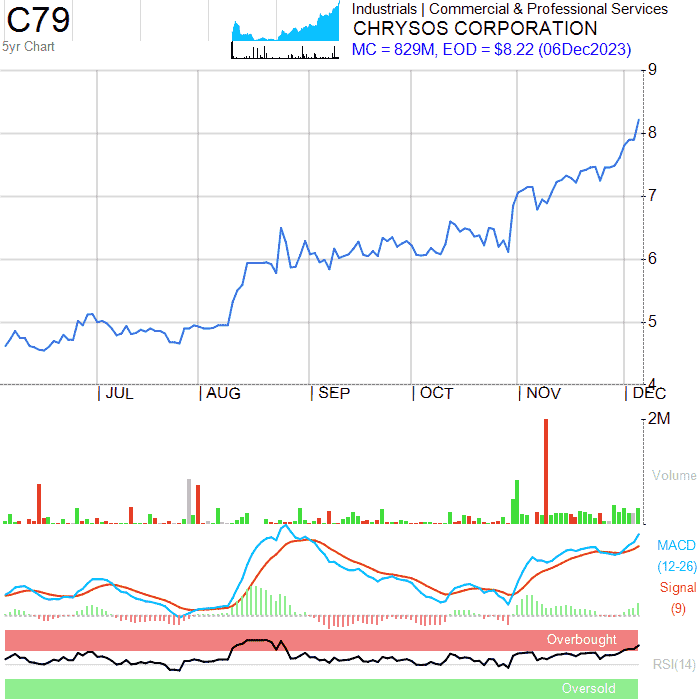 C79
5yr Chart
Industrials | Commercial & Professional Services
CHRYSOS CORPORATION
MC = 829M, EOD = $8.22 (06Dec2023)
9
8
7
6
5
4
| JUL | AUG | SEP | OCT | NOV | DEC
2M
Volume
MACD
(12-26)
Signal
(9)
Overbought
RSI(14)
Oversold